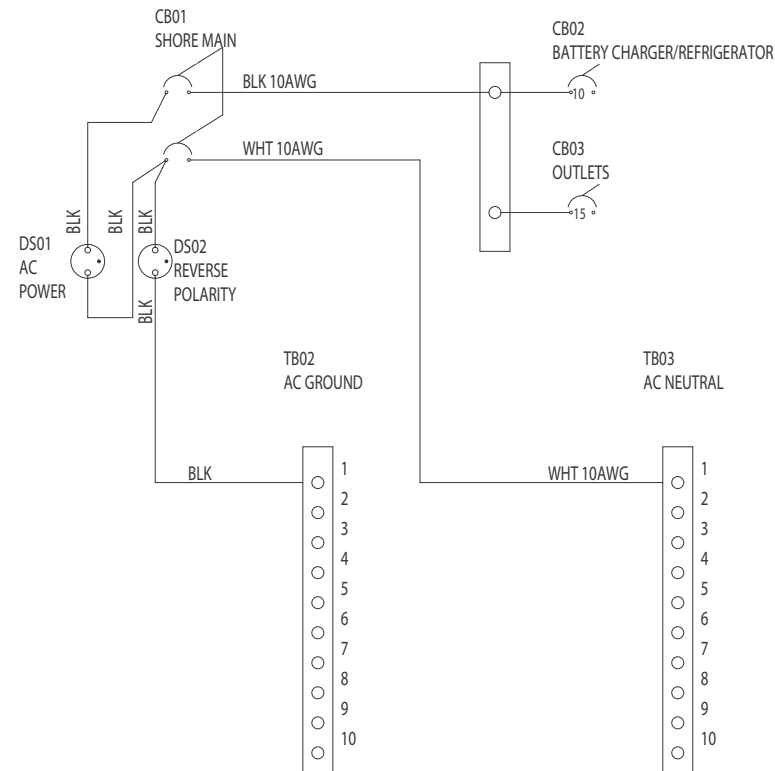 CB01
SHORE MAIN
CB02
BATTERY CHARGER/REFRIGERATOR
BLK 10AWG
10
WHT 10AWG
CB03
OUTLETS
15
BLK
BLK
BLK
DS01
AC
POWER
DS02
REVERSE
POLARITY
BLK
TB02
AC GROUND
TB03
AC NEUTRAL
BLK
WHT 10AWG
1
2
3
4
5
6
7
8
9
10
1
2
3
4
5
6
7
8
9
10